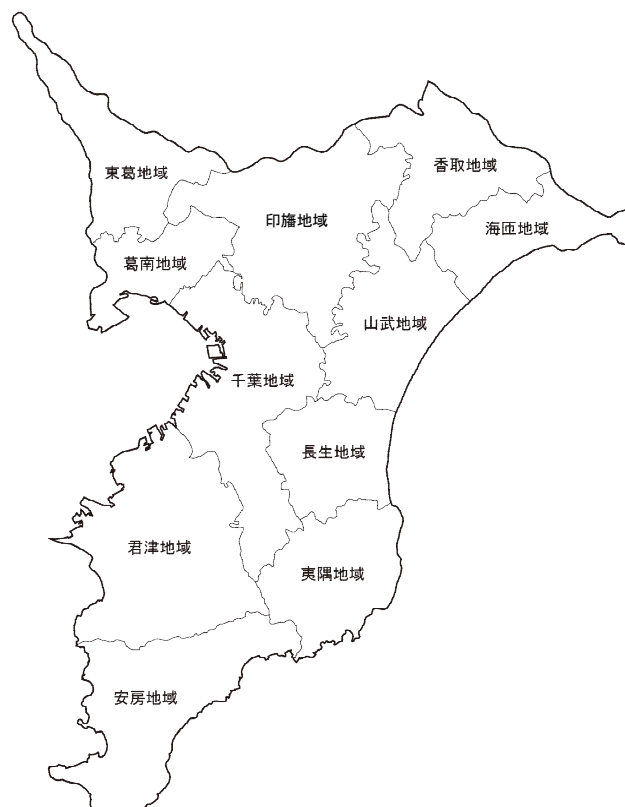 東葛地域
香取地域
印旛地域
海匝地域
葛南地域
山武地域
千葉地域
長生地域
君津地域
夷隅地域
安房地域